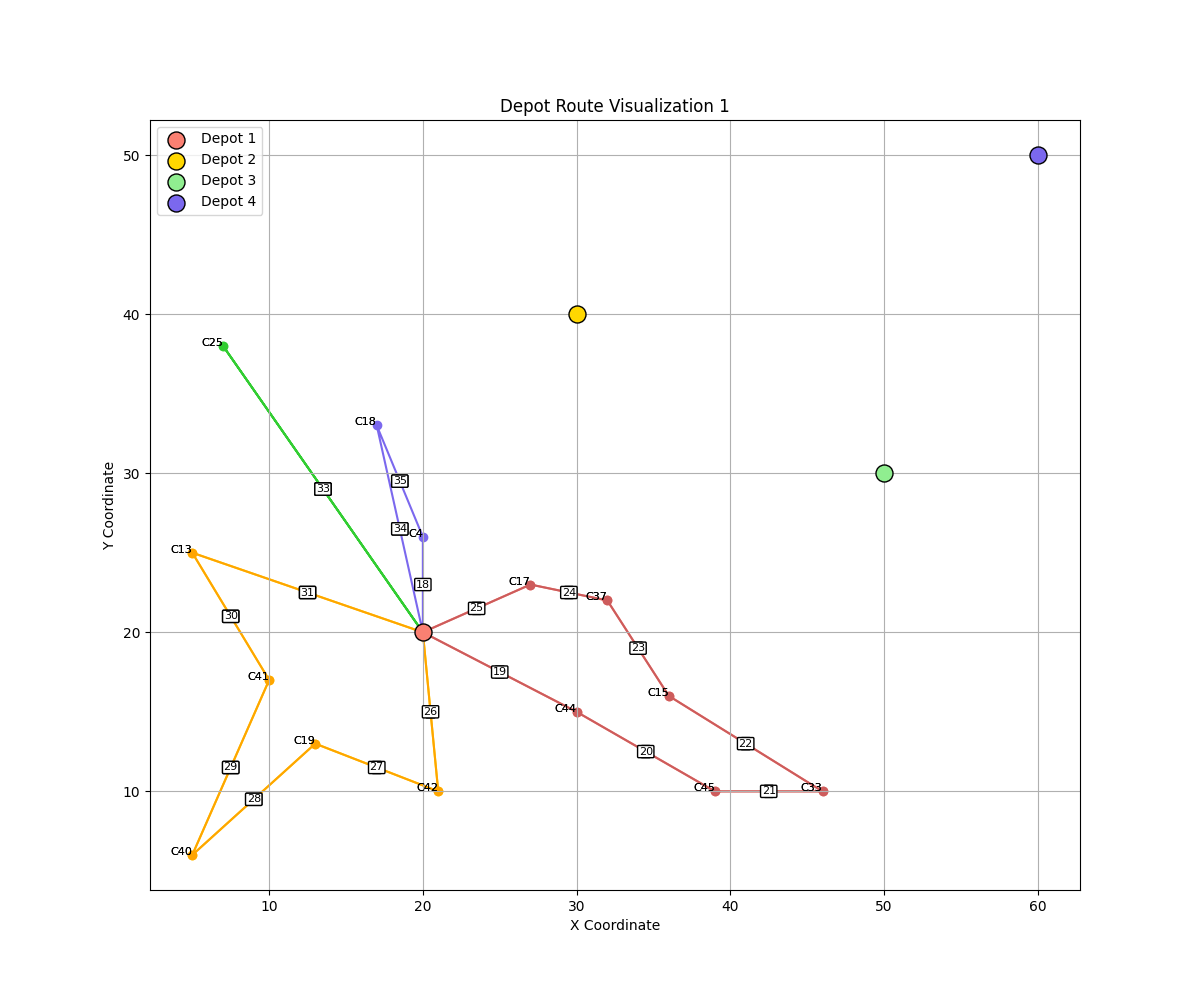 Depot Route Visualization 1
Depot 1
Depot 2
Depot 3
Depot 4
50
40
30
20
10
Y Coordinate
C25
C18
33
35
34
C4
C13
18
31
30
C17
24
C37
25
23
C41
19
C15
26
C44
C19
22
20
29
27
28
C42
C45
21
C33
C40
10
20
30
40
50
60
X Coordinate